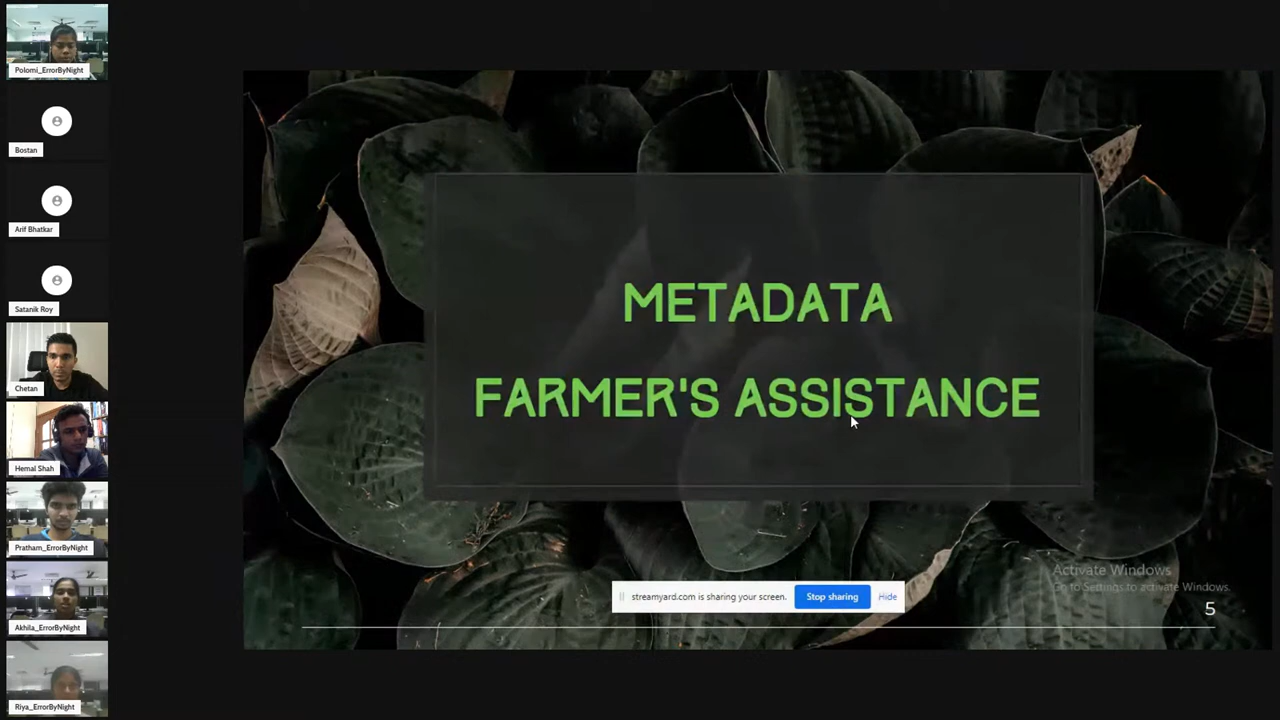 Polomi_ErrorByNight
Bostan
Arif Bhatkar
Satanik Roy
Chetan
Hemal Shah
Pratham_ErrorByNight
Akhila_ErrorByNight
Riya_ErrorByNight
METADATA
FARMER'S ASSISTANCE
streamyard.com is sharing your screen. Stop sharing Hide
Activate Windows
Go to Settings to activate Windows.
5